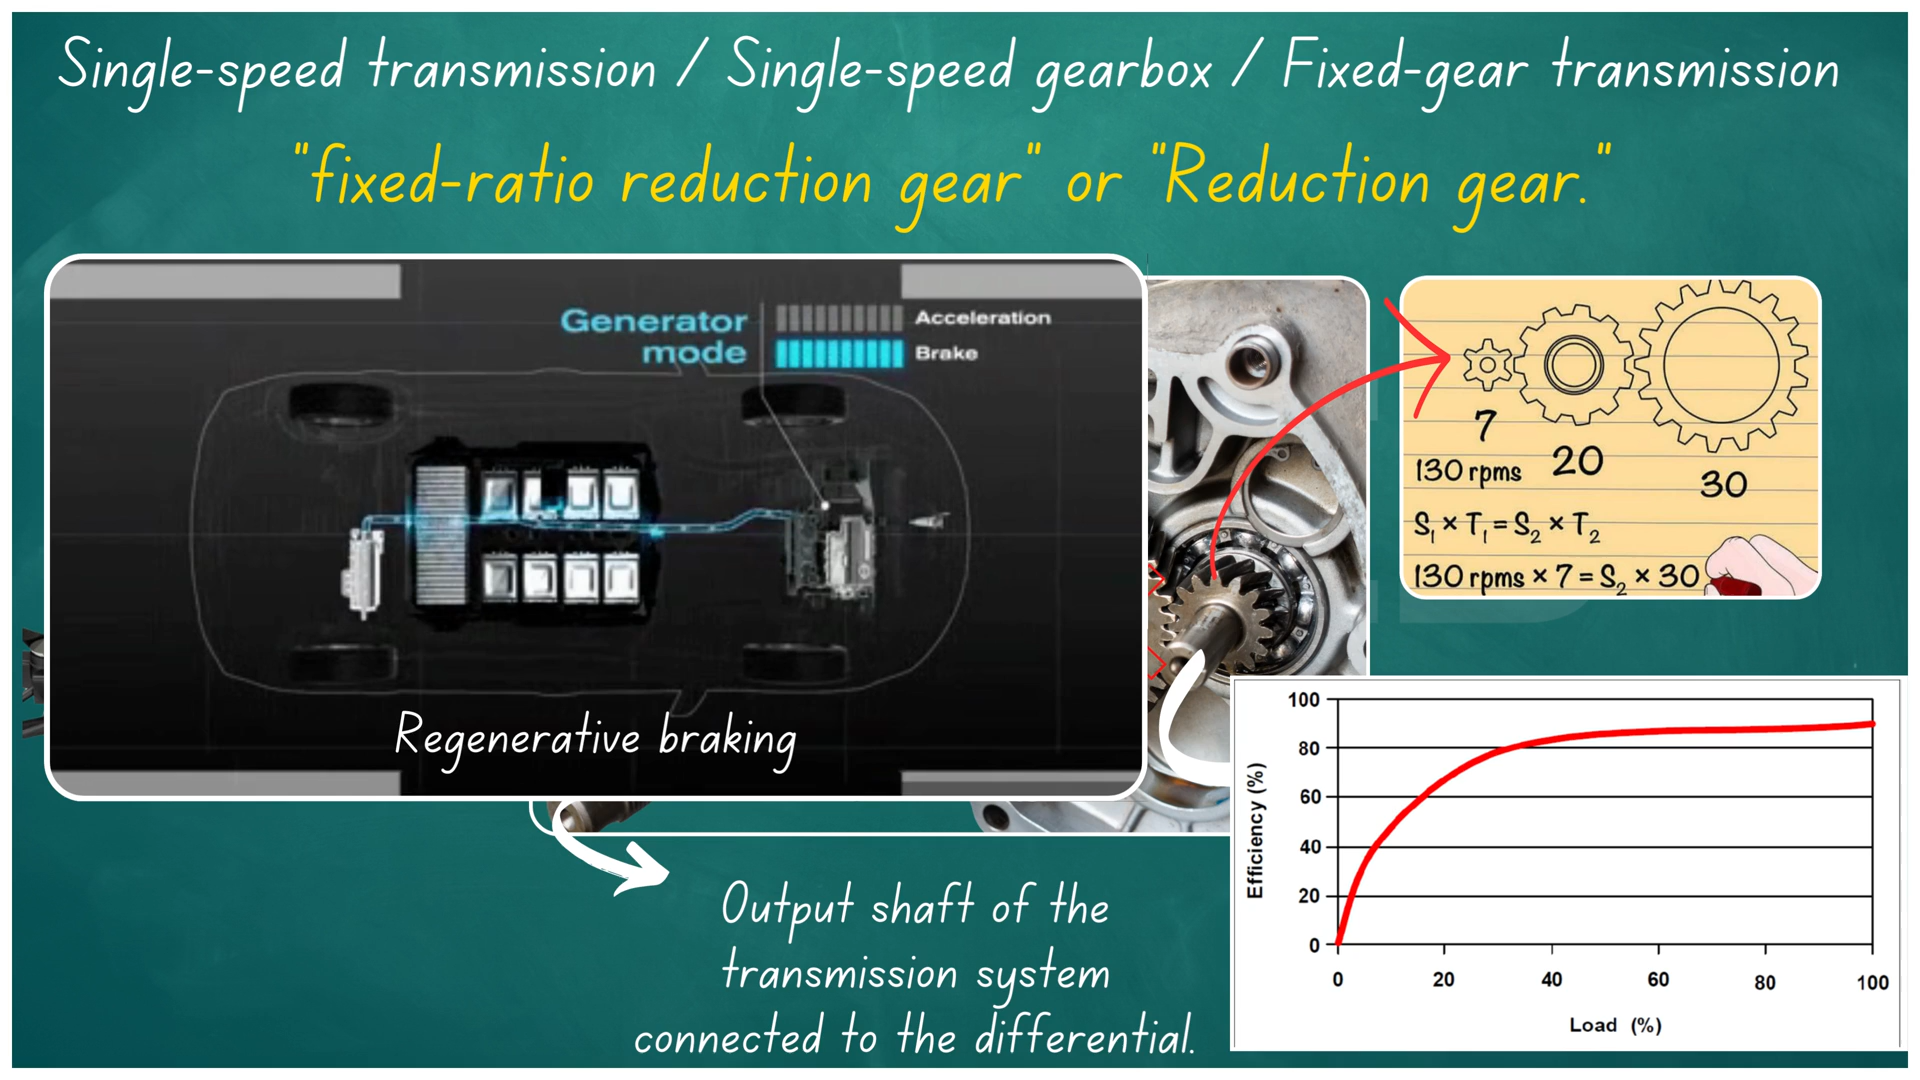 Single-speed transmission / Single-speed gearbox / Fixed-gear transmission
"fixed-ratio reduction gear" or "Reduction gear."
Generator
mode
Acceleration
Brake
Regenerative braking
7
20
30
130 rpms
S₁ × T₁ = S₂ × T₂
130 rpms × 7 = S₂ × 30
Output shaft of the
transmission system
connected to the differential.
100
80
60
40
20
0
Efficiency (%)
0 20 40 60 80 100
Load (%)